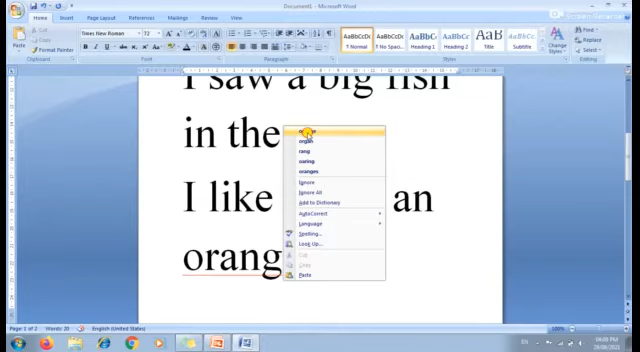 Document1 - Microsoft Word
Home Insert Page Layout References Mailings Review View
Cut
Copy
Format Painter
Paste
Clipboard
Times New Roman 72
Font
Paragraph
AaBbCcDc AaBbCcDc AaBbC AaBbCc AaB AaBbCc
¶ Normal ¶ No Spaci... Heading 1 Heading 2 Title Subtitle
Styles
Change Styles
Find
Replace
Select
Editing
I saw a big fish
in the
I like an
orang
organ
rang
oaring
oranges
Ignore
Ignore All
Add to Dictionary
AutoCorrect
Language
Spelling...
Look Up...
Cut
Copy
Paste
Page: 1 of 2 Words: 20 English (United States) 100%
EN